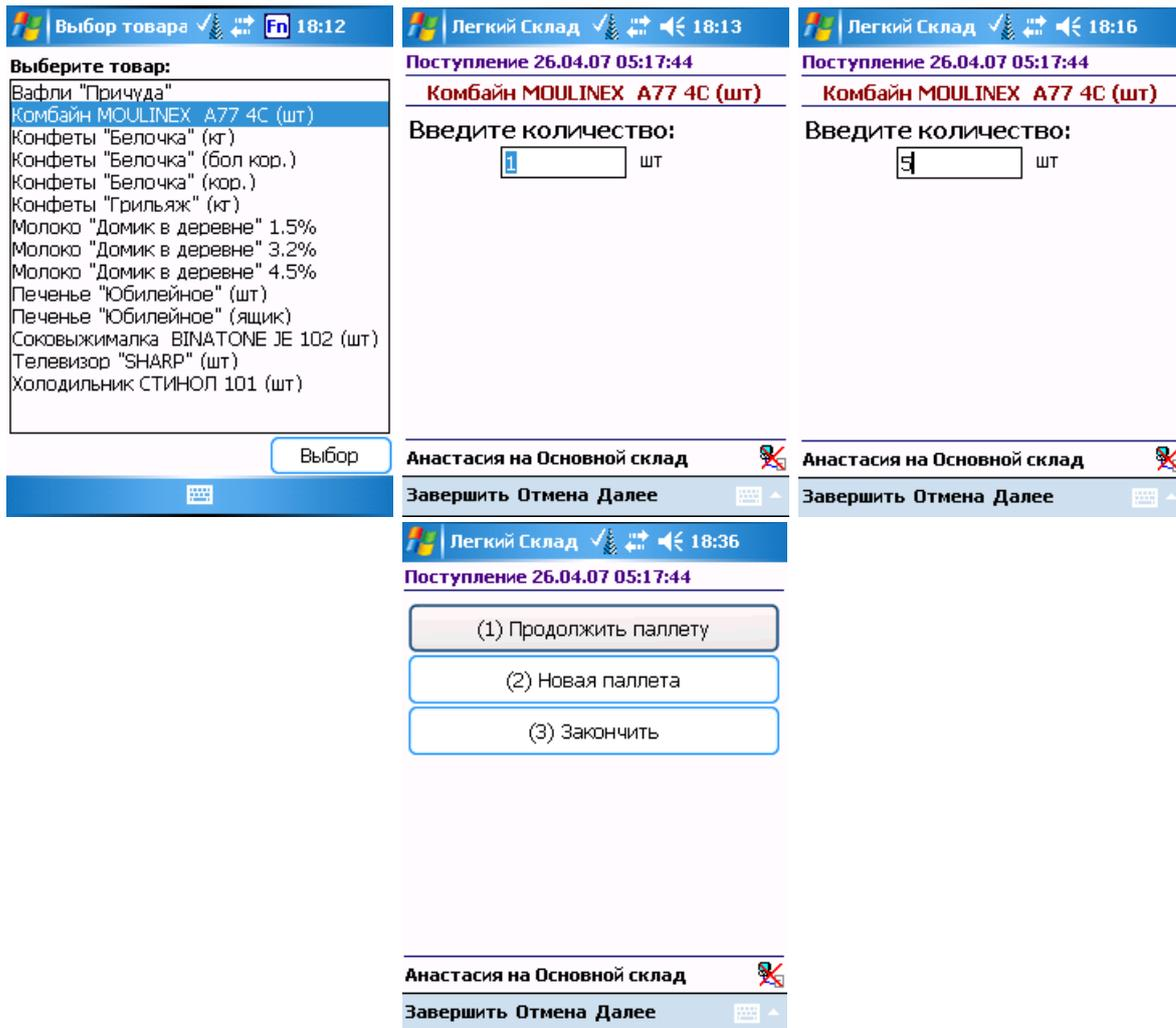 Выбор товара Fn 18:12
Выберите товар:
Вафли "Причуда"
Комбайн MOULINEX A77 4C (шт)
Конфеты "Белочка" (кг)
Конфеты "Белочка" (бол кор.)
Конфеты "Белочка" (кор.)
Конфеты "Грильяж" (кг)
Молоко "Домик в деревне" 1.5%
Молоко "Домик в деревне" 3.2%
Молоко "Домик в деревне" 4.5%
Печенье "Юбилейное" (шт)
Печенье "Юбилейное" (ящик)
Соковыжималка BINATONE JE 102 (шт)
Телевизор "SHARP" (шт)
Холодильник СТИНОЛ 101 (шт)
Выбор
Легкий Склад 18:13
Поступление 26.04.07 05:17:44
Комбайн MOULINEX A77 4C (шт)
Введите количество:
1 шт
Анастасия на Основной склад
Завершить Отмена Далее
Легкий Склад 18:16
Поступление 26.04.07 05:17:44
Комбайн MOULINEX A77 4C (шт)
Введите количество:
5 шт
Анастасия на Основной склад
Завершить Отмена Далее
Легкий Склад 18:36
Поступление 26.04.07 05:17:44
(1) Продолжить паллету
(2) Новая паллета
(3) Закончить
Анастасия на Основной склад
Завершить Отмена Далее